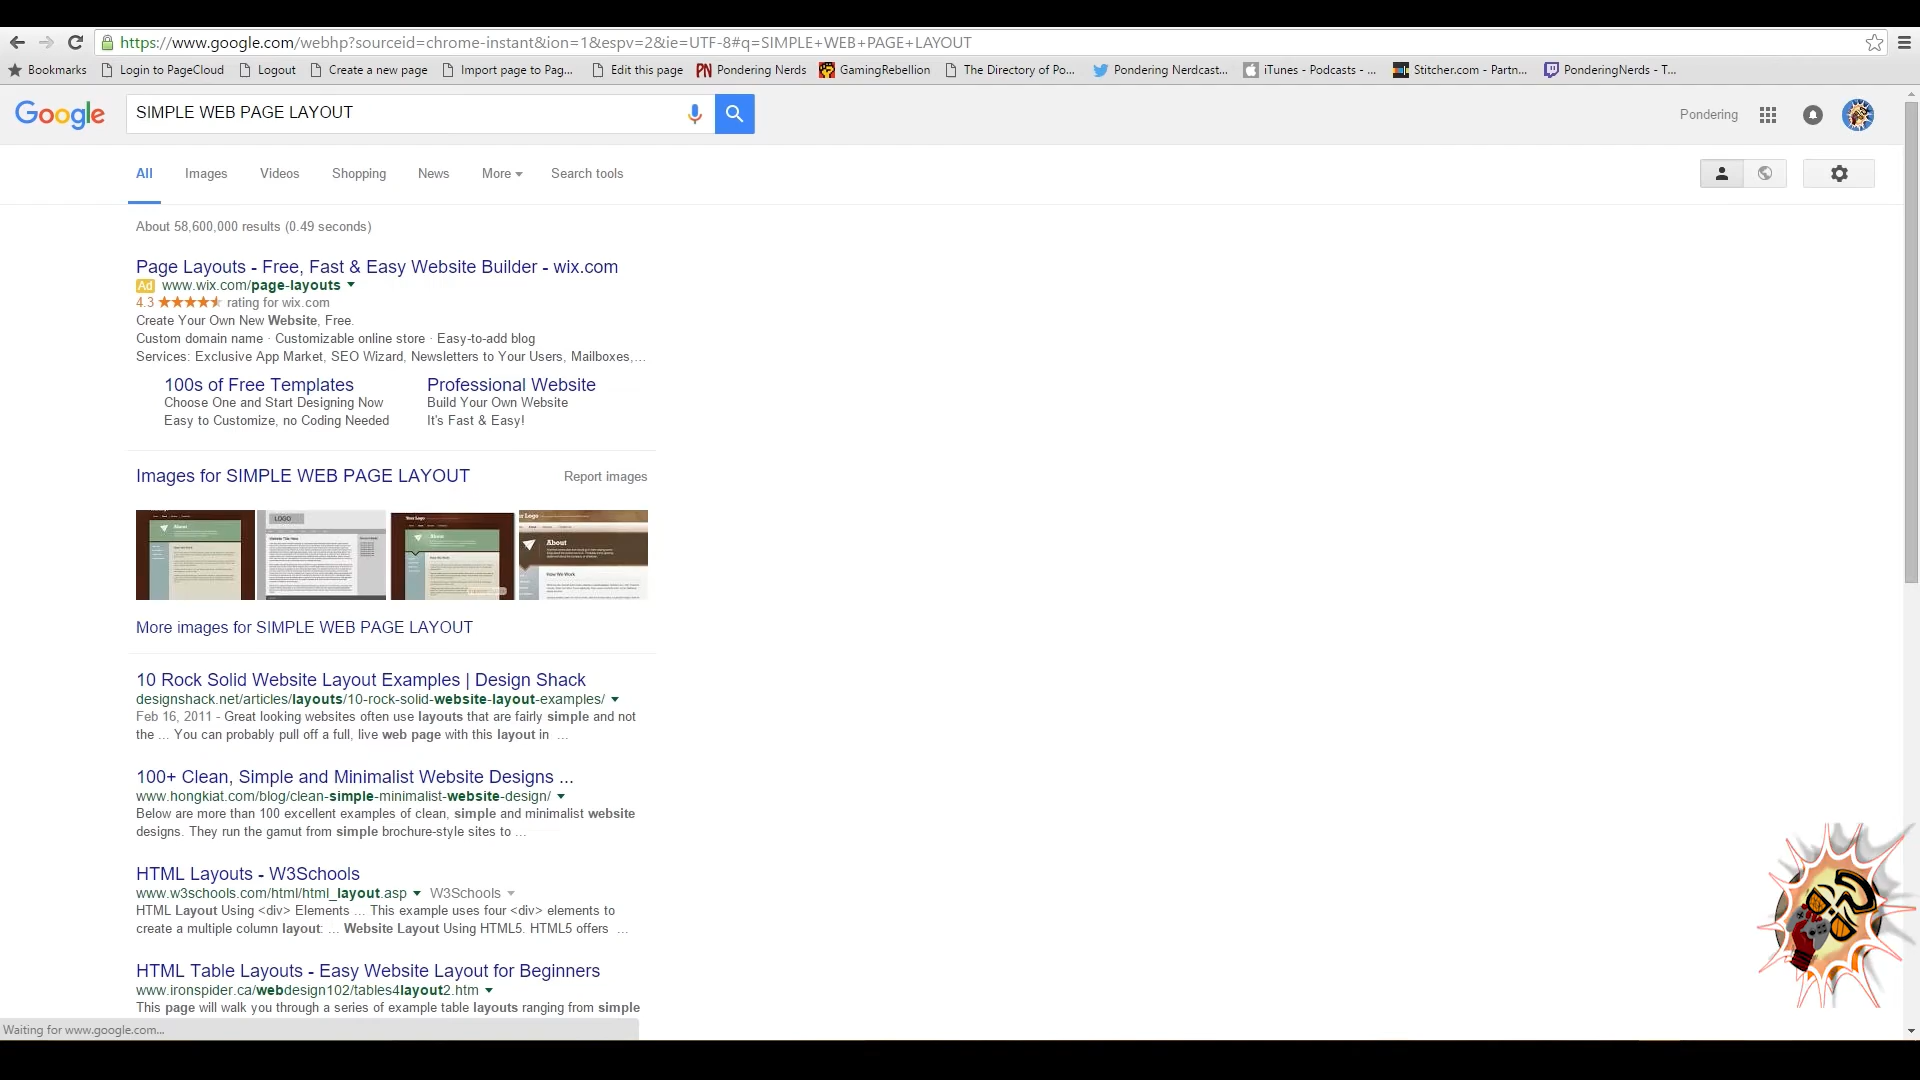 https://www.google.com/webhp?sourceid=chrome-instant&ion=1&espv=2&ie=UTF-8#q=SIMPLE+WEB+PAGE+LAYOUT
Bookmarks Login to PageCloud Logout Create a new page Import page to Pag... Edit this page PN Pondering Nerds GamingRebellion The Directory of Po... Pondering Nerdcast... iTunes - Podcasts - ... Stitcher.com - Partn... PonderingNerds - T...
Google SIMPLE WEB PAGE LAYOUT Pondering
All Images Videos Shopping News More Search tools
About 58,600,000 results (0.49 seconds)
Page Layouts - Free, Fast & Easy Website Builder - wix.com
Ad www.wix.com/page-layouts
4.3 ★★★★★ rating for wix.com
Create Your Own New Website, Free.
Custom domain name · Customizable online store · Easy-to-add blog
Services: Exclusive App Market, SEO Wizard, Newsletters to Your Users, Mailboxes,...
100s of Free Templates Professional Website
Choose One and Start Designing Now Build Your Own Website
Easy to Customize, no Coding Needed It's Fast & Easy!
Images for SIMPLE WEB PAGE LAYOUT Report images
LOGO
About
How We Work
More images for SIMPLE WEB PAGE LAYOUT
10 Rock Solid Website Layout Examples | Design Shack
designshack.net/articles/layouts/10-rock-solid-website-layout-examples/
Feb 16, 2011 - Great looking websites often use layouts that are fairly simple and not
the ... You can probably pull off a full, live web page with this layout in ...
100+ Clean, Simple and Minimalist Website Designs ...
www.hongkiat.com/blog/clean-simple-minimalist-website-design/
Below are more than 100 excellent examples of clean, simple and minimalist website
designs. They run the gamut from simple brochure-style sites to ...
HTML Layouts - W3Schools
www.w3schools.com/html/html_layout.asp W3Schools
HTML Layout Using <div> Elements ... This example uses four <div> elements to
create a multiple column layout: ... Website Layout Using HTML5. HTML5 offers ...
HTML Table Layouts - Easy Website Layout for Beginners
www.ironspider.ca/webdesign102/tables4layout2.htm
This page will walk you through a series of example table layouts ranging from simple
Waiting for www.google.com...